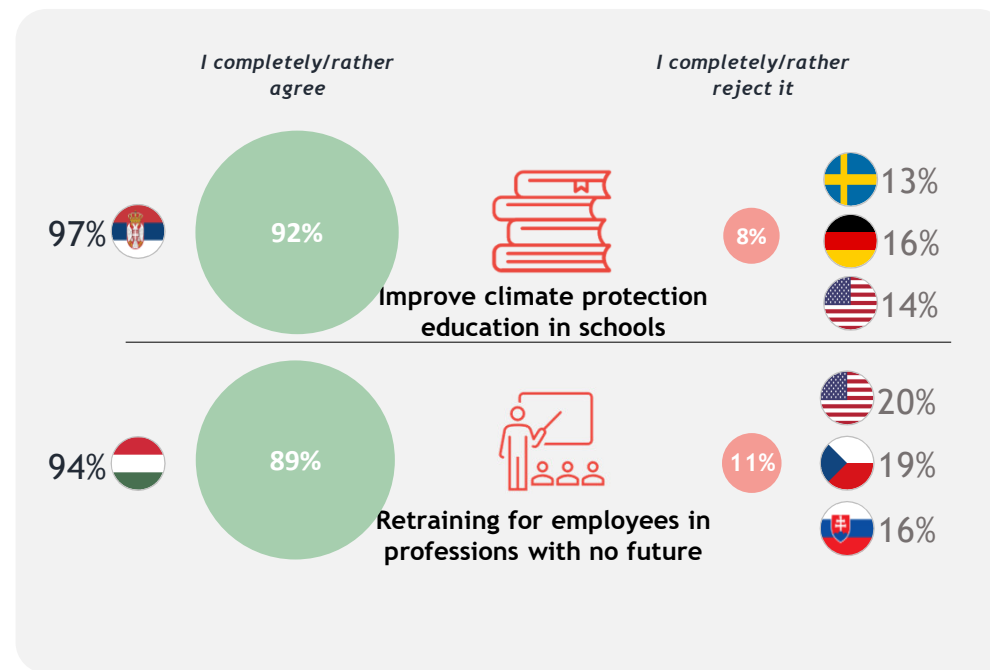 I completely/rather
agree
I completely/rather
reject it
97%
92%
8%
13%
16%
14%
Improve climate protection
education in schools
94%
89%
11%
20%
19%
16%
Retraining for employees in
professions with no future